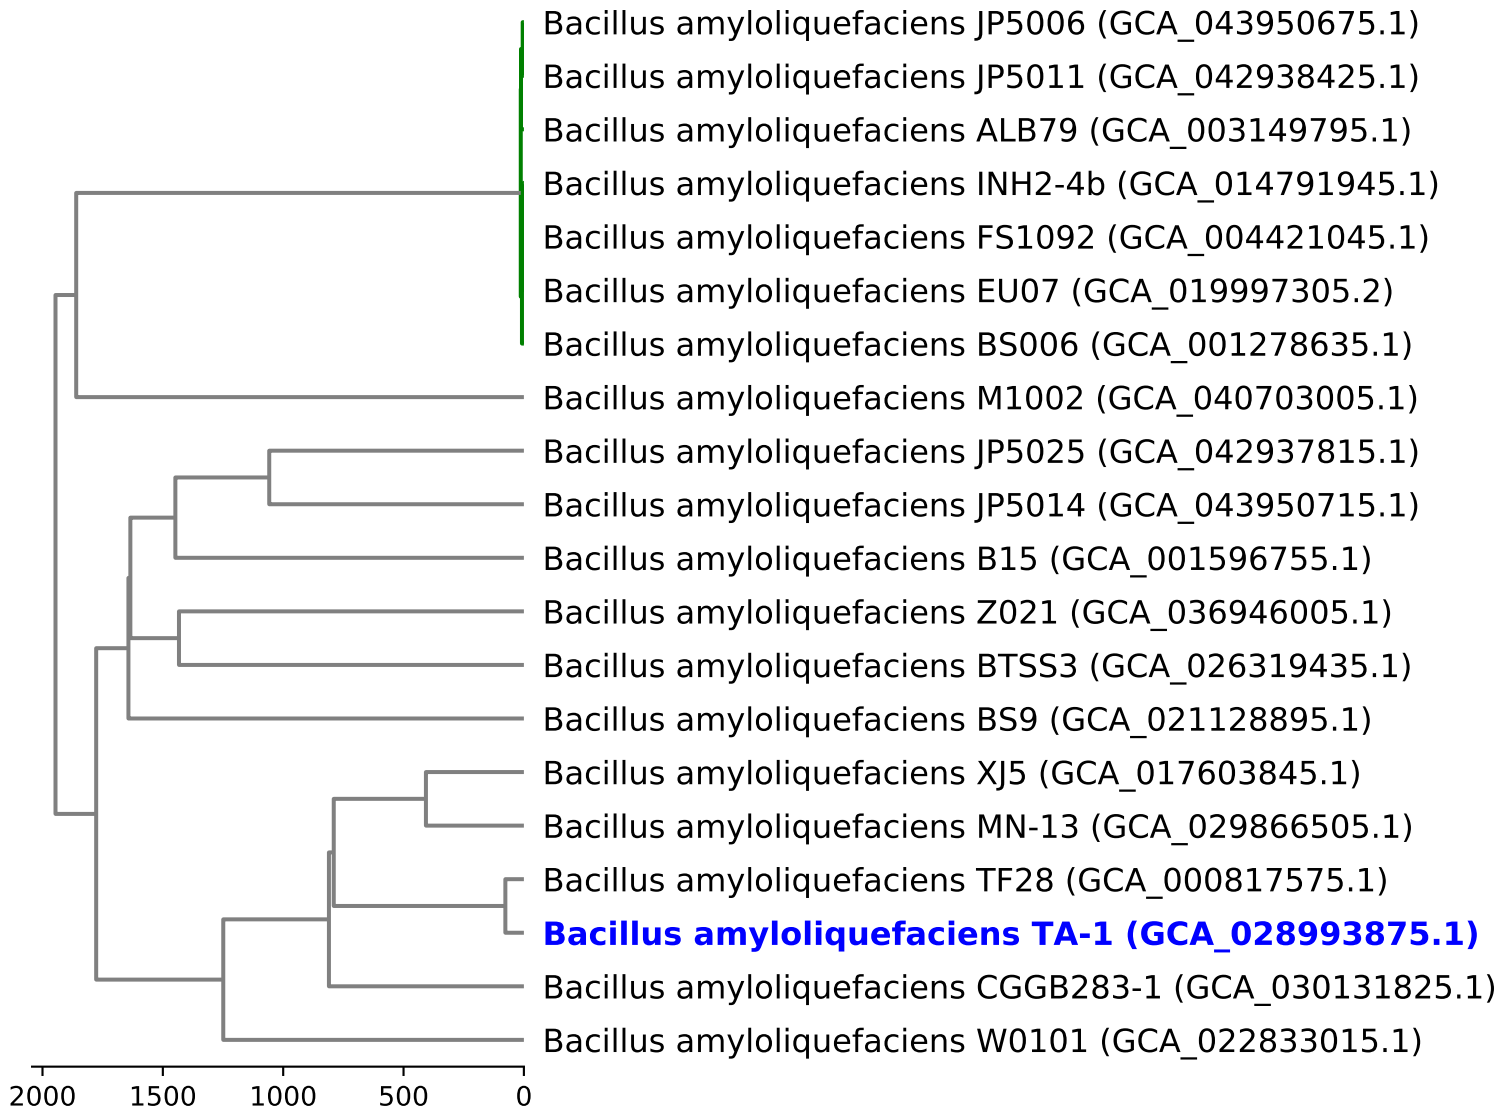 Bacillus amyloliquefaciens JP5006 (GCA_043950675.1)
Bacillus amyloliquefaciens JP5011 (GCA_042938425.1)
Bacillus amyloliquefaciens ALB79 (GCA_003149795.1)
Bacillus amyloliquefaciens INH2-4b (GCA_014791945.1)
Bacillus amyloliquefaciens FS1092 (GCA_004421045.1)
Bacillus amyloliquefaciens EU07 (GCA_019997305.2)
Bacillus amyloliquefaciens BS006 (GCA_001278635.1)
Bacillus amyloliquefaciens M1002 (GCA_040703005.1)
Bacillus amyloliquefaciens JP5025 (GCA_042937815.1)
Bacillus amyloliquefaciens JP5014 (GCA_043950715.1)
Bacillus amyloliquefaciens B15 (GCA_001596755.1)
Bacillus amyloliquefaciens Z021 (GCA_036946005.1)
Bacillus amyloliquefaciens BTSS3 (GCA_026319435.1)
Bacillus amyloliquefaciens BS9 (GCA_021128895.1)
Bacillus amyloliquefaciens XJ5 (GCA_017603845.1)
Bacillus amyloliquefaciens MN-13 (GCA_029866505.1)
Bacillus amyloliquefaciens TF28 (GCA_000817575.1)
Bacillus amyloliquefaciens TA-1 (GCA_028993875.1)
Bacillus amyloliquefaciens CGGB283-1 (GCA_030131825.1)
Bacillus amyloliquefaciens W0101 (GCA_022833015.1)
2000 1500 1000 500 0